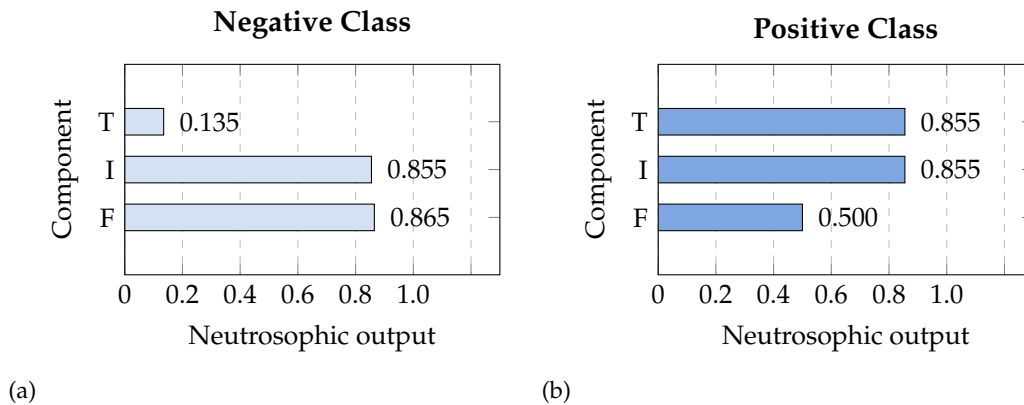 Negative Class
Component
T
0.135
I
0.855
F
0.865
0 0.2 0.4 0.6 0.8 1.0
Neutrosophic output
(a)
Positive Class
Component
T
0.855
I
0.855
F
0.500
0 0.2 0.4 0.6 0.8 1.0
Neutrosophic output
(b)